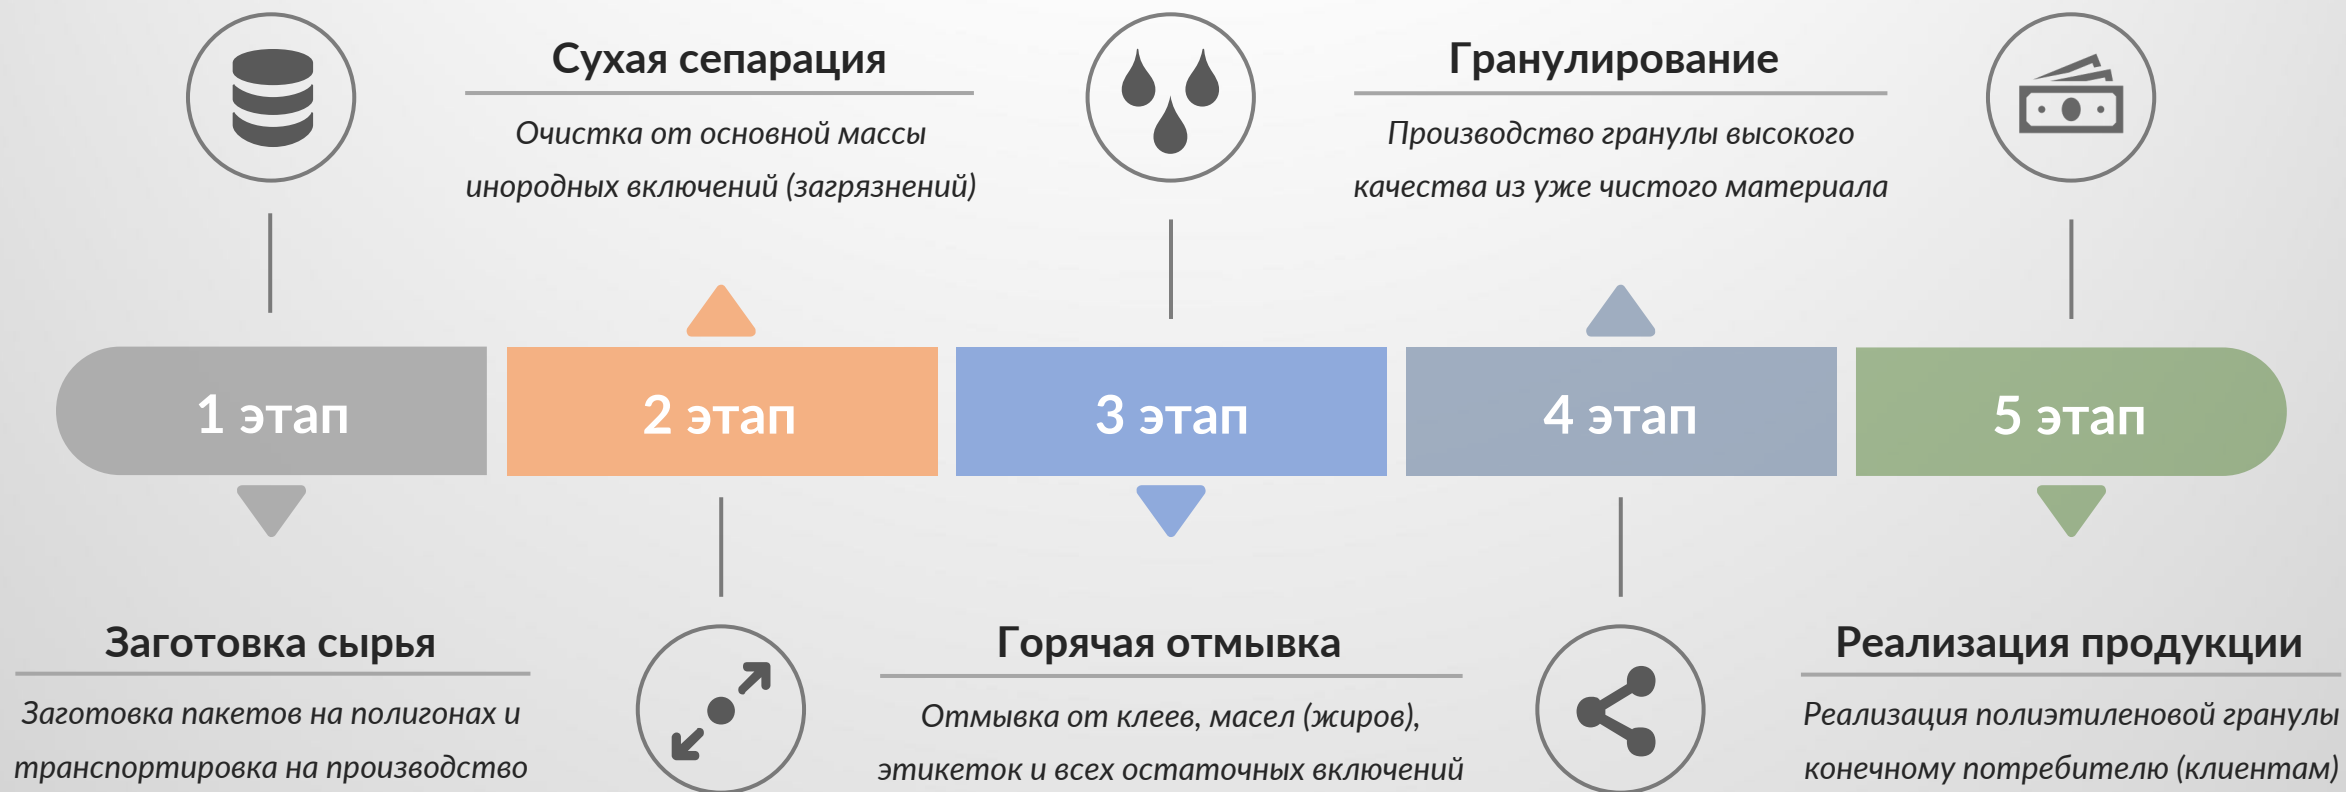 Сухая сепарация
Очистка от основной массы
инородных включений (загрязнений)
Гранулирование
Производство гранулы высокого
качества из уже чистого материала
1 этап
2 этап
3 этап
4 этап
5 этап
Заготовка сырья
Заготовка пакетов на полигонах и
транспортировка на производство
Горячая отмывка
Отмывка от клеев, масел (жиров),
этикеток и всех остаточных включений
Реализация продукции
Реализация полиэтиленовой гранулы
конечному потребителю (клиентам)